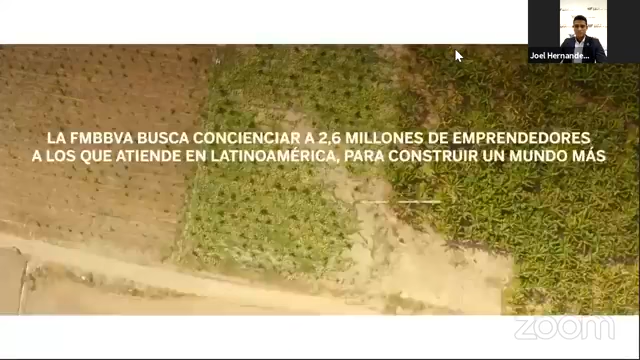 Joel Hernande...
LA FMBBVA BUSCA CONCIENCIAR A 2,6 MILLONES DE EMPRENDEDORES
A LOS QUE ATIENDE EN LATINOAMÉRICA, PARA CONSTRUIR UN MUNDO MÁS
zoom